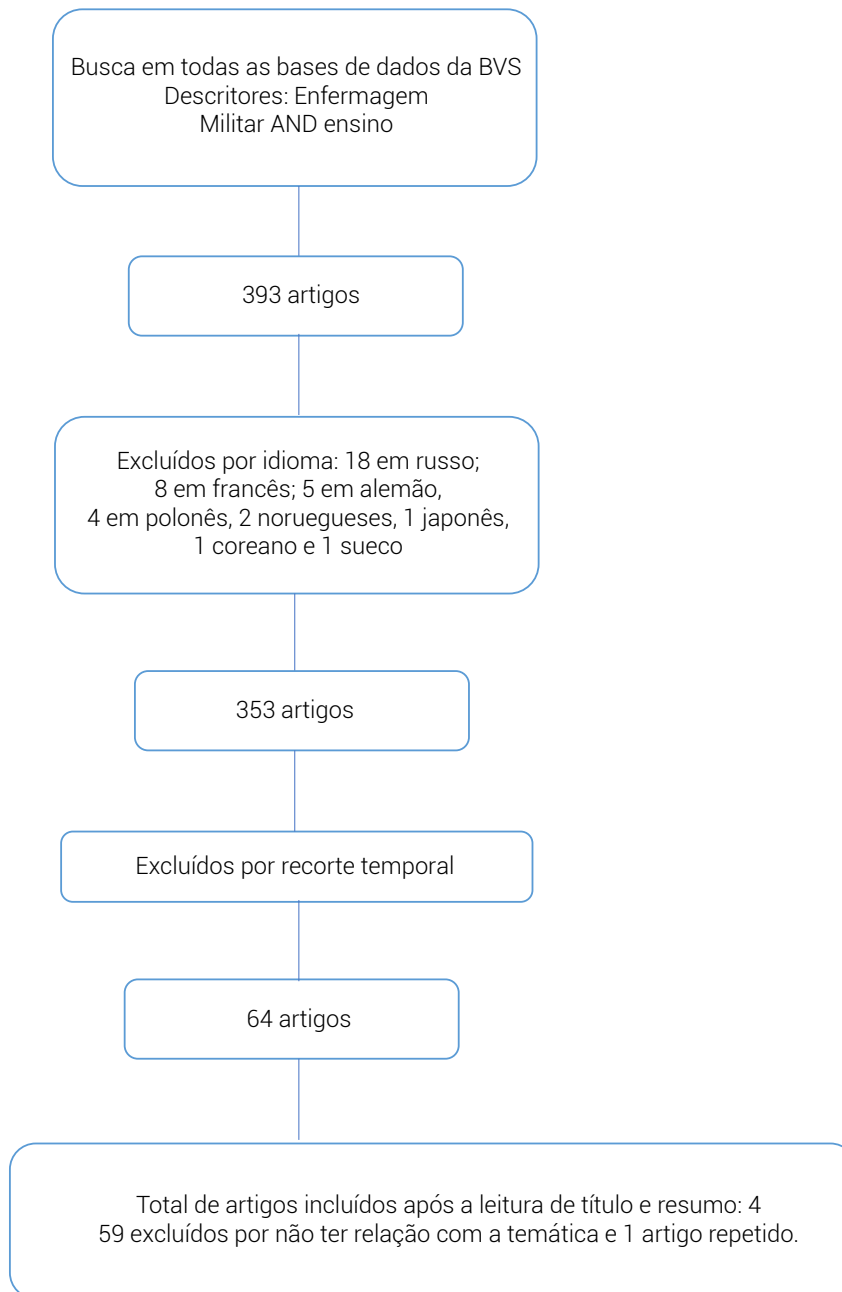 Busca em todas as bases de dados da BVS
Descritores: Enfermagem
Militar AND ensino
393 artigos
Excluídos por idioma: 18 em russo;
8 em francês; 5 em alemão,
4 em polonês, 2 noruegueses, 1 japonês,
1 coreano e 1 sueco
353 artigos
Excluídos por recorte temporal
64 artigos
Total de artigos incluídos após a leitura de título e resumo: 4
59 excluídos por não ter relação com a temática e 1 artigo repetido.